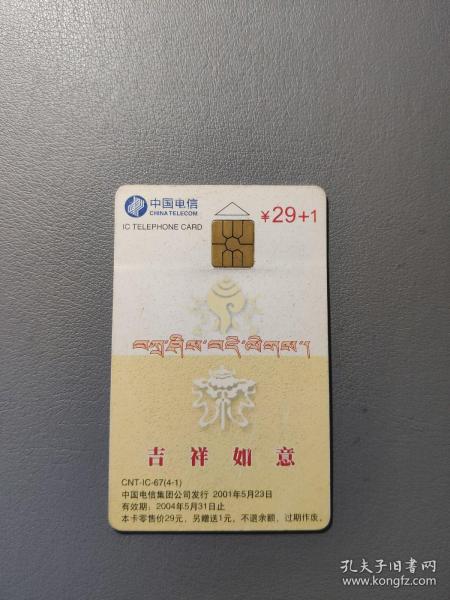 中国电信
CHINA TELECOM
IC TELEPHONE CARD
¥29+1
བཀྲ་ཤིས་བདེ་ལེགས།
吉祥如意
CNT-IC-67(4-1)
中国电信集团公司发行 2001年5月23日
有效期：2004年5月31日止
本卡零售价29元，另赠送1元，不退余额，过期作废。
孔夫子旧书网
www.kongfz.com